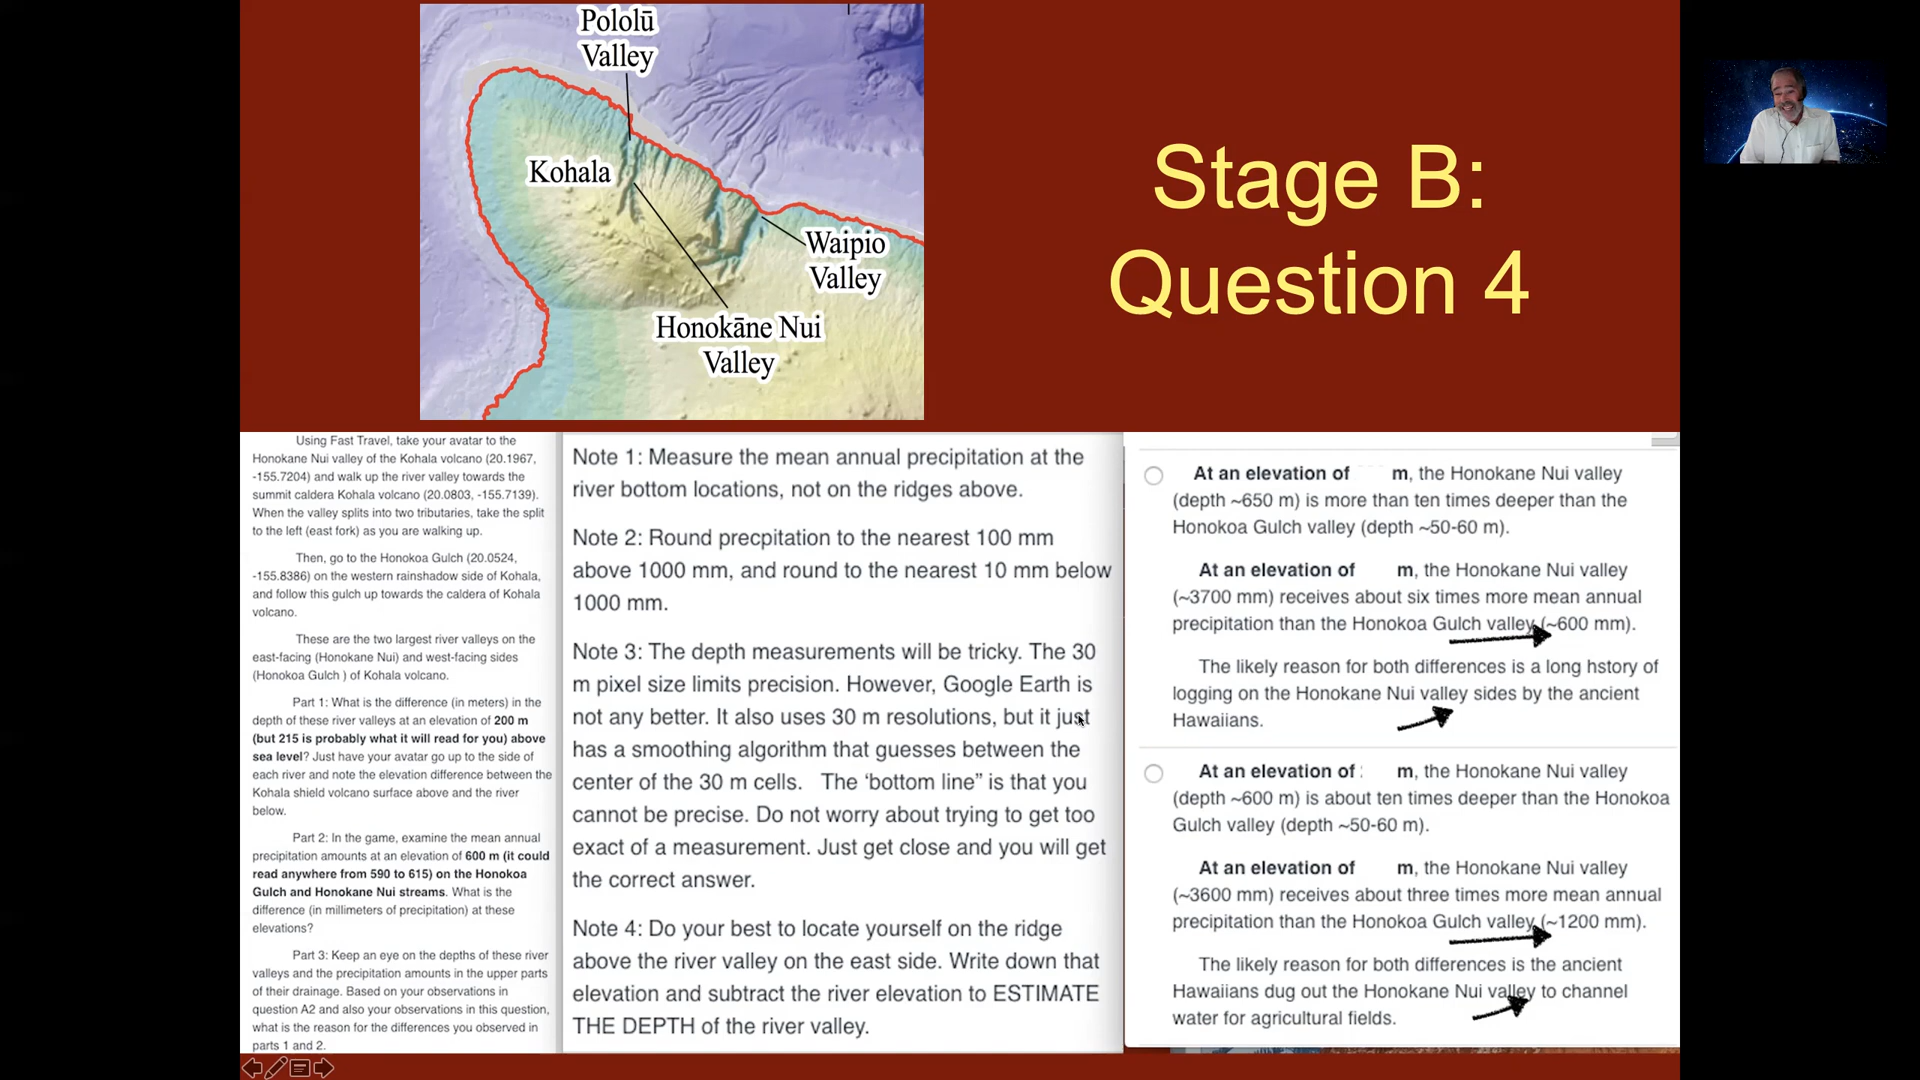 Pololū
Valley
Kohala
Waipio
Valley
Honokāne Nui
Valley
Stage B:
Question 4
Using Fast Travel, take your avatar to the
Honokane Nui valley of the Kohala volcano (20.1967,
-155.7204) and walk up the river valley towards the
summit caldera Kohala volcano (20.0803, -155.7139).
When the valley splits into two tributaries, take the split
to the left (east fork) as you are walking up.
Then, go to the Honokoa Gulch (20.0524,
-155.8386) on the western rainshadow side of Kohala,
and follow this gulch up towards the caldera of Kohala
volcano.
These are the two largest river valleys on the
east-facing (Honokane Nui) and west-facing sides
(Honokoa Gulch ) of Kohala volcano.
Part 1: What is the difference (in meters) in the
depth of these river valleys at an elevation of 200 m
(but 215 is probably what it will read for you) above
sea level? Just have your avatar go up to the side of
each river and note the elevation difference between the
Kohala shield volcano surface above and the river
below.
Part 2: In the game, examine the mean annual
precipitation amounts at an elevation of 600 m (it could
read anywhere from 590 to 615) on the Honokoa
Gulch and Honokane Nui streams. What is the
difference (in millimeters of precipitation) at these
elevations?
Part 3: Keep an eye on the depths of these river
valleys and the precipitation amounts in the upper parts
of their drainage. Based on your observations in
question A2 and also your observations in this question,
what is the reason for the differences you observed in
parts 1 and 2.
Note 1: Measure the mean annual precipitation at the
river bottom locations, not on the ridges above.
Note 2: Round precpitation to the nearest 100 mm
above 1000 mm, and round to the nearest 10 mm below
1000 mm.
Note 3: The depth measurements will be tricky. The 30
m pixel size limits precision. However, Google Earth is
not any better. It also uses 30 m resolutions, but it just
has a smoothing algorithm that guesses between the
center of the 30 m cells. The ‘bottom line” is that you
cannot be precise. Do not worry about trying to get too
exact of a measurement. Just get close and you will get
the correct answer.
Note 4: Do your best to locate yourself on the ridge
above the river valley on the east side. Write down that
elevation and subtract the river elevation to ESTIMATE
THE DEPTH of the river valley.
At an elevation of m, the Honokane Nui valley
(depth ~650 m) is more than ten times deeper than the
Honokoa Gulch valley (depth ~50-60 m).
At an elevation of m, the Honokane Nui valley
(~3700 mm) receives about six times more mean annual
precipitation than the Honokoa Gulch valley (~600 mm).
The likely reason for both differences is a long hstory of
logging on the Honokane Nui valley sides by the ancient
Hawaiians.
At an elevation of m, the Honokane Nui valley
(depth ~600 m) is about ten times deeper than the Honokoa
Gulch valley (depth ~50-60 m).
At an elevation of m, the Honokane Nui valley
(~3600 mm) receives about three times more mean annual
precipitation than the Honokoa Gulch valley (~1200 mm).
The likely reason for both differences is the ancient
Hawaiians dug out the Honokane Nui valley to channel
water for agricultural fields.